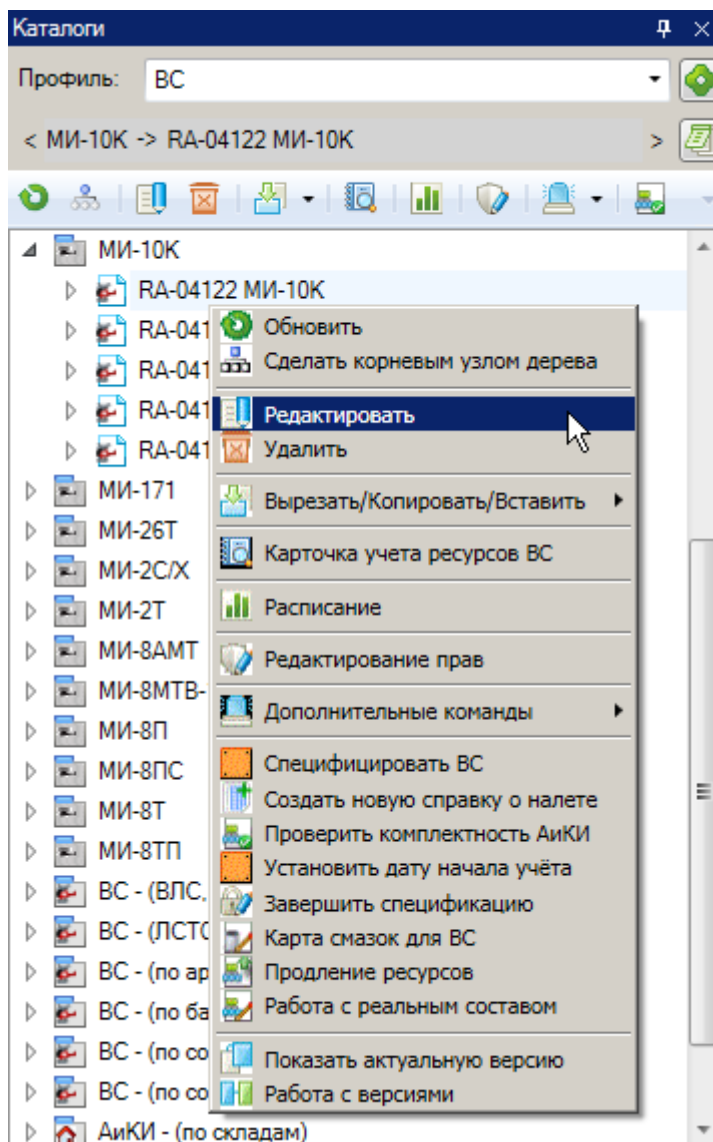 Каталоги
Профиль: ВС
< МИ-10К -> RA-04122 МИ-10К >
МИ-10К
RA-04122 МИ-10К
RA-041
RA-041
RA-041
RA-041
МИ-171
МИ-26Т
МИ-2С/Х
МИ-2Т
МИ-8АМТ
МИ-8МТВ-
МИ-8П
МИ-8ПС
МИ-8Т
МИ-8ТП
ВС - (ВЛС,
ВС - (ЛСТО
ВС - (по ар
ВС - (по ба
ВС - (по со
ВС - (по со
АиКИ - (по складам)
Обновить
Сделать корневым узлом дерева
Редактировать
Удалить
Вырезать/Копировать/Вставить
Карточка учета ресурсов ВС
Расписание
Редактирование прав
Дополнительные команды
Специфицировать ВС
Создать новую справку о налете
Проверить комплектность АиКИ
Установить дату начала учёта
Завершить спецификацию
Карта смазок для ВС
Продление ресурсов
Работа с реальным составом
Показать актуальную версию
Работа с версиями